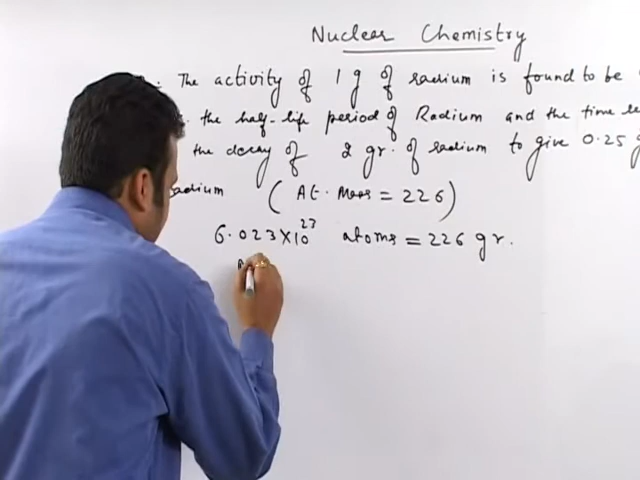 Nuclear Chemistry
The activity of 1 g of radium is found to be
the half-life period of Radium and the time
the decay of 2 gr. of radium to give 0.25 g
radium (At. Mass = 226)
6.023×10²³ atoms = 226 gr.